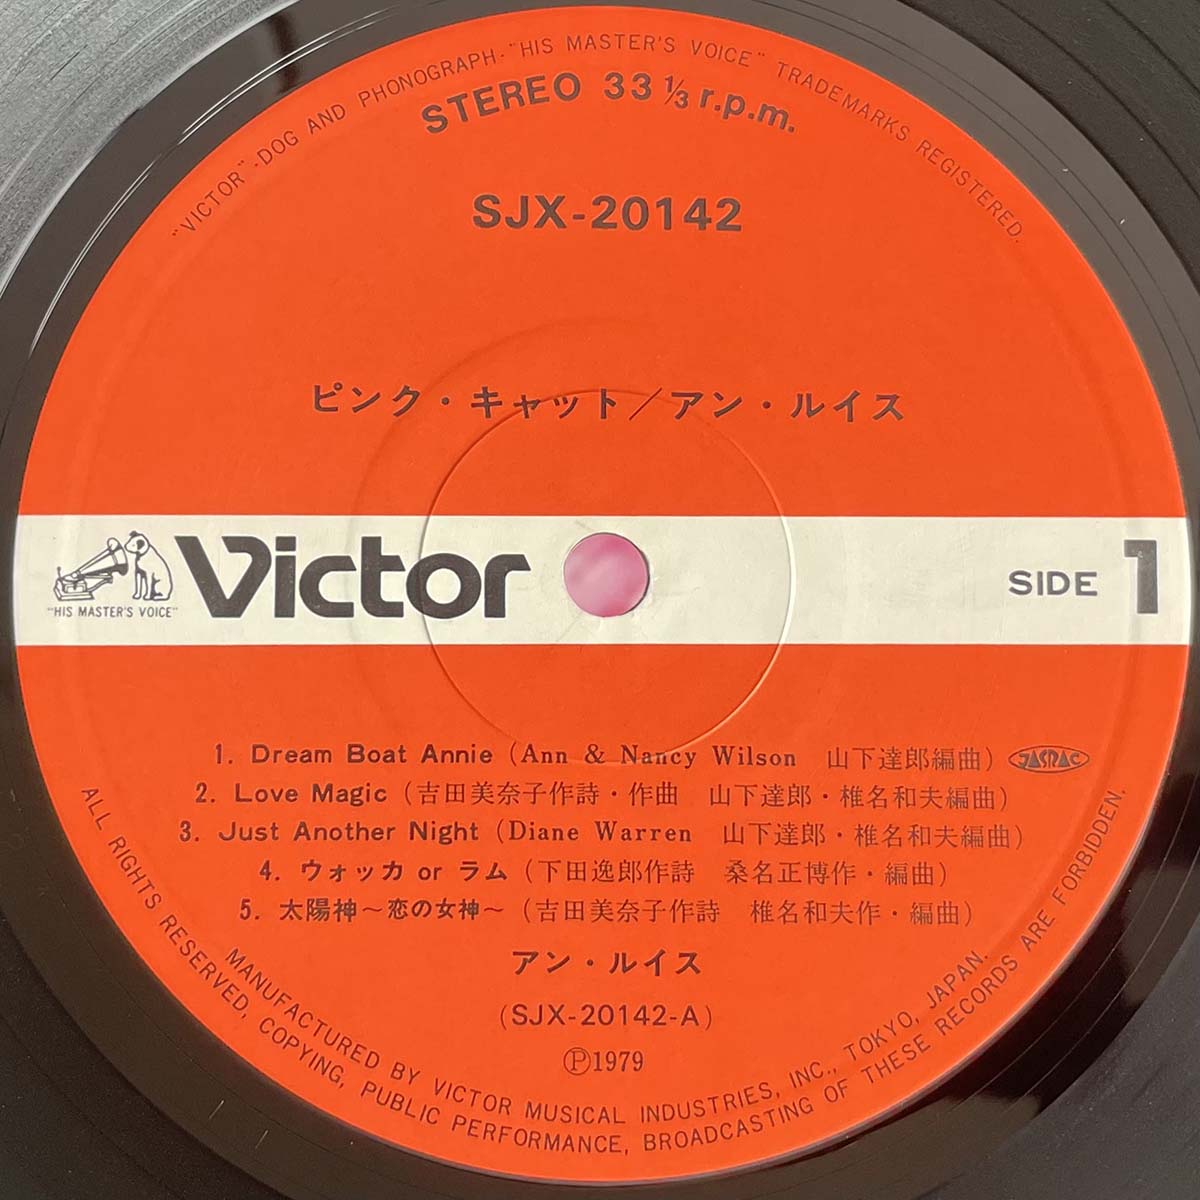 "VICTOR"-DOG AND PHONOGRAPH-"HIS MASTER'S VOICE" TRADEMARKS REGISTERED.
STEREO 33 1/3 r.p.m.
SJX-20142
ピンク・キャット／アン・ルイス
"HIS MASTER'S VOICE"
Victor
SIDE 1
1. Dream Boat Annie (Ann & Nancy Wilson 山下達郎編曲) JASRAC
2. Love Magic (吉田美奈子作詩・作曲 山下達郎・椎名和夫編曲)
3. Just Another Night (Diane Warren 山下達郎・椎名和夫編曲)
4. ウォッカ or ラム (下田逸郎作詩 桑名正博作・編曲)
5. 太陽神～恋の女神～ (吉田美奈子作詩 椎名和夫作・編曲)
アン・ルイス
(SJX-20142-A)
Ⓟ1979
MANUFACTURED BY VICTOR MUSICAL INDUSTRIES, INC., TOKYO, JAPAN.
ALL RIGHTS RESERVED, COPYING, PUBLIC PERFORMANCE, BROADCASTING OF THESE RECORDS ARE FORBIDDEN.